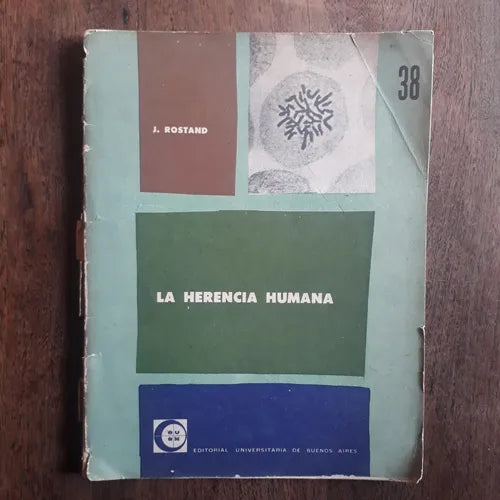 38
J. ROSTAND
LA HERENCIA HUMANA
EDITORIAL UNIVERSITARIA DE BUENOS AIRES